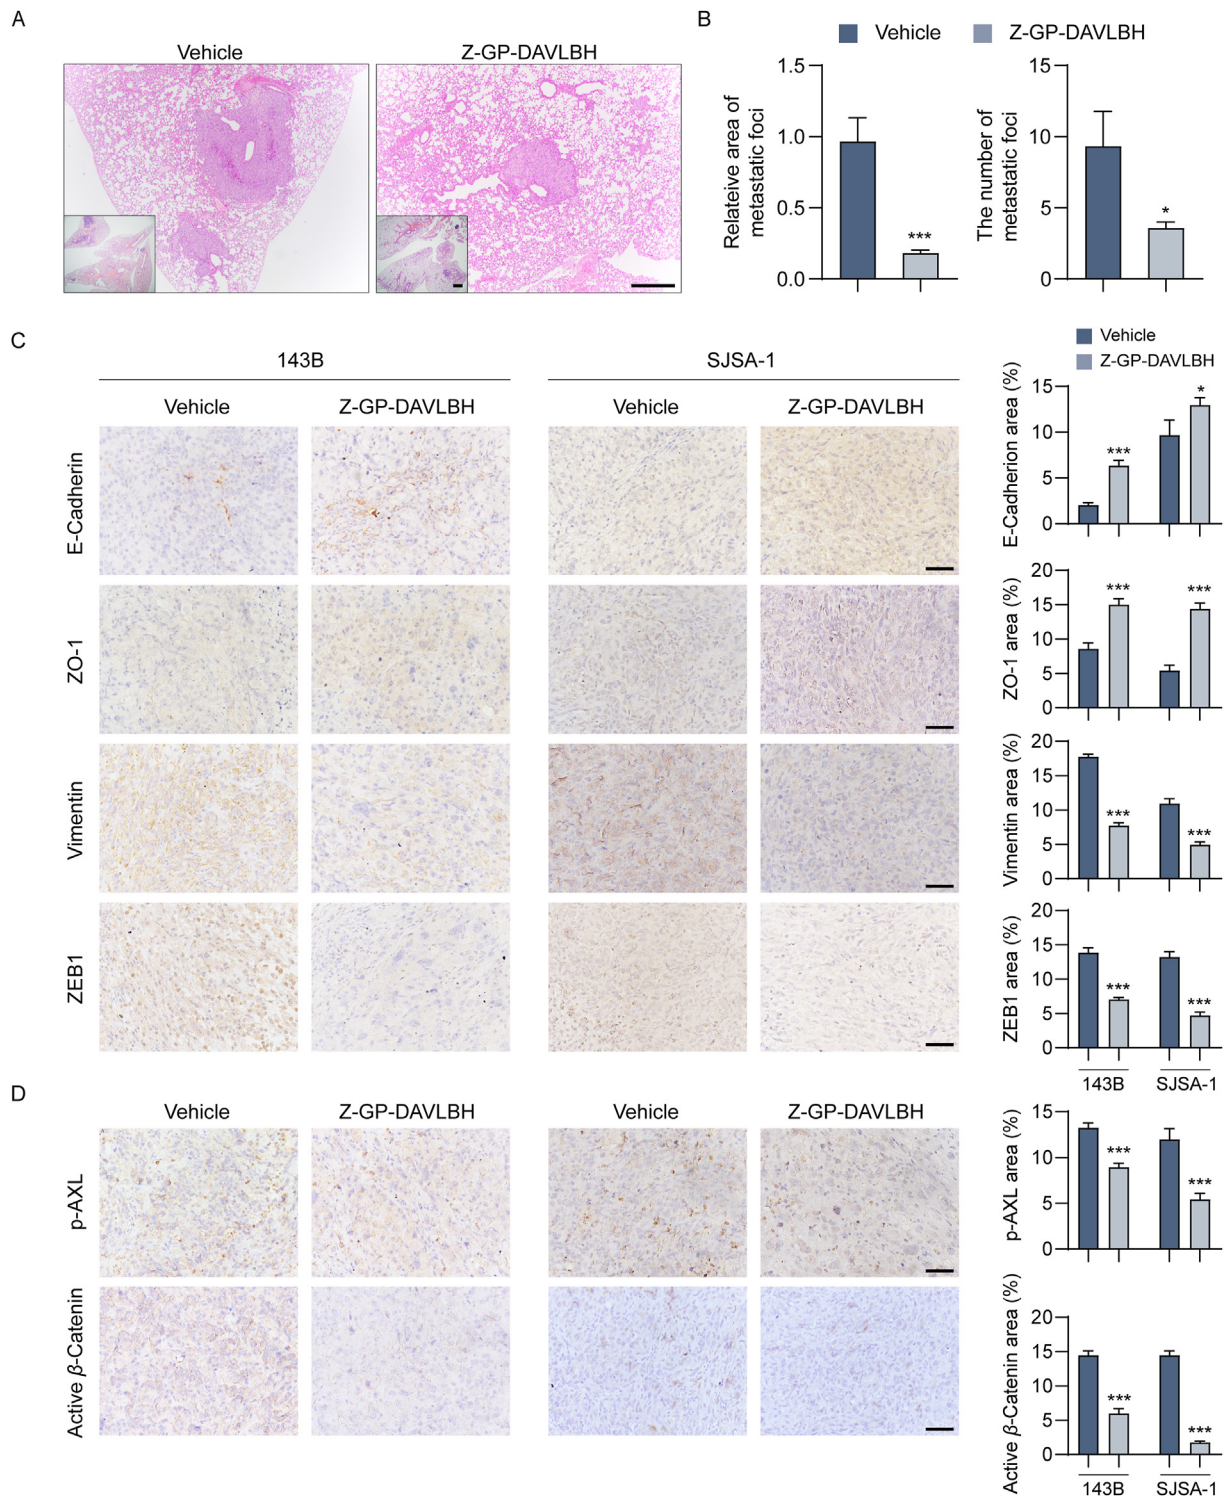 A
Vehicle
Z-GP-DAVLBH
B
Vehicle
Z-GP-DAVLBH
Relateive area of
metastatic foci
1.5
1.0
0.5
0.0
***
The number of
metastatic foci
15
10
5
0
*
C
143B
SJSA-1
Vehicle
Z-GP-DAVLBH
Vehicle
Z-GP-DAVLBH
E-Cadherin
ZO-1
Vimentin
ZEB1
Vehicle
Z-GP-DAVLBH
E-Cadherion area (%)
15
10
5
0
***
*
ZO-1 area (%)
20
15
10
5
0
***
***
Vimentin area (%)
20
15
10
5
0
***
***
ZEB1 area (%)
20
15
10
5
0
***
***
143B
SJSA-1
D
Vehicle
Z-GP-DAVLBH
Vehicle
Z-GP-DAVLBH
p-AXL
Active β-Catenin
p-AXL area (%)
15
10
5
0
***
***
Active β-Catenin area (%)
20
15
10
5
0
***
***
143B
SJSA-1